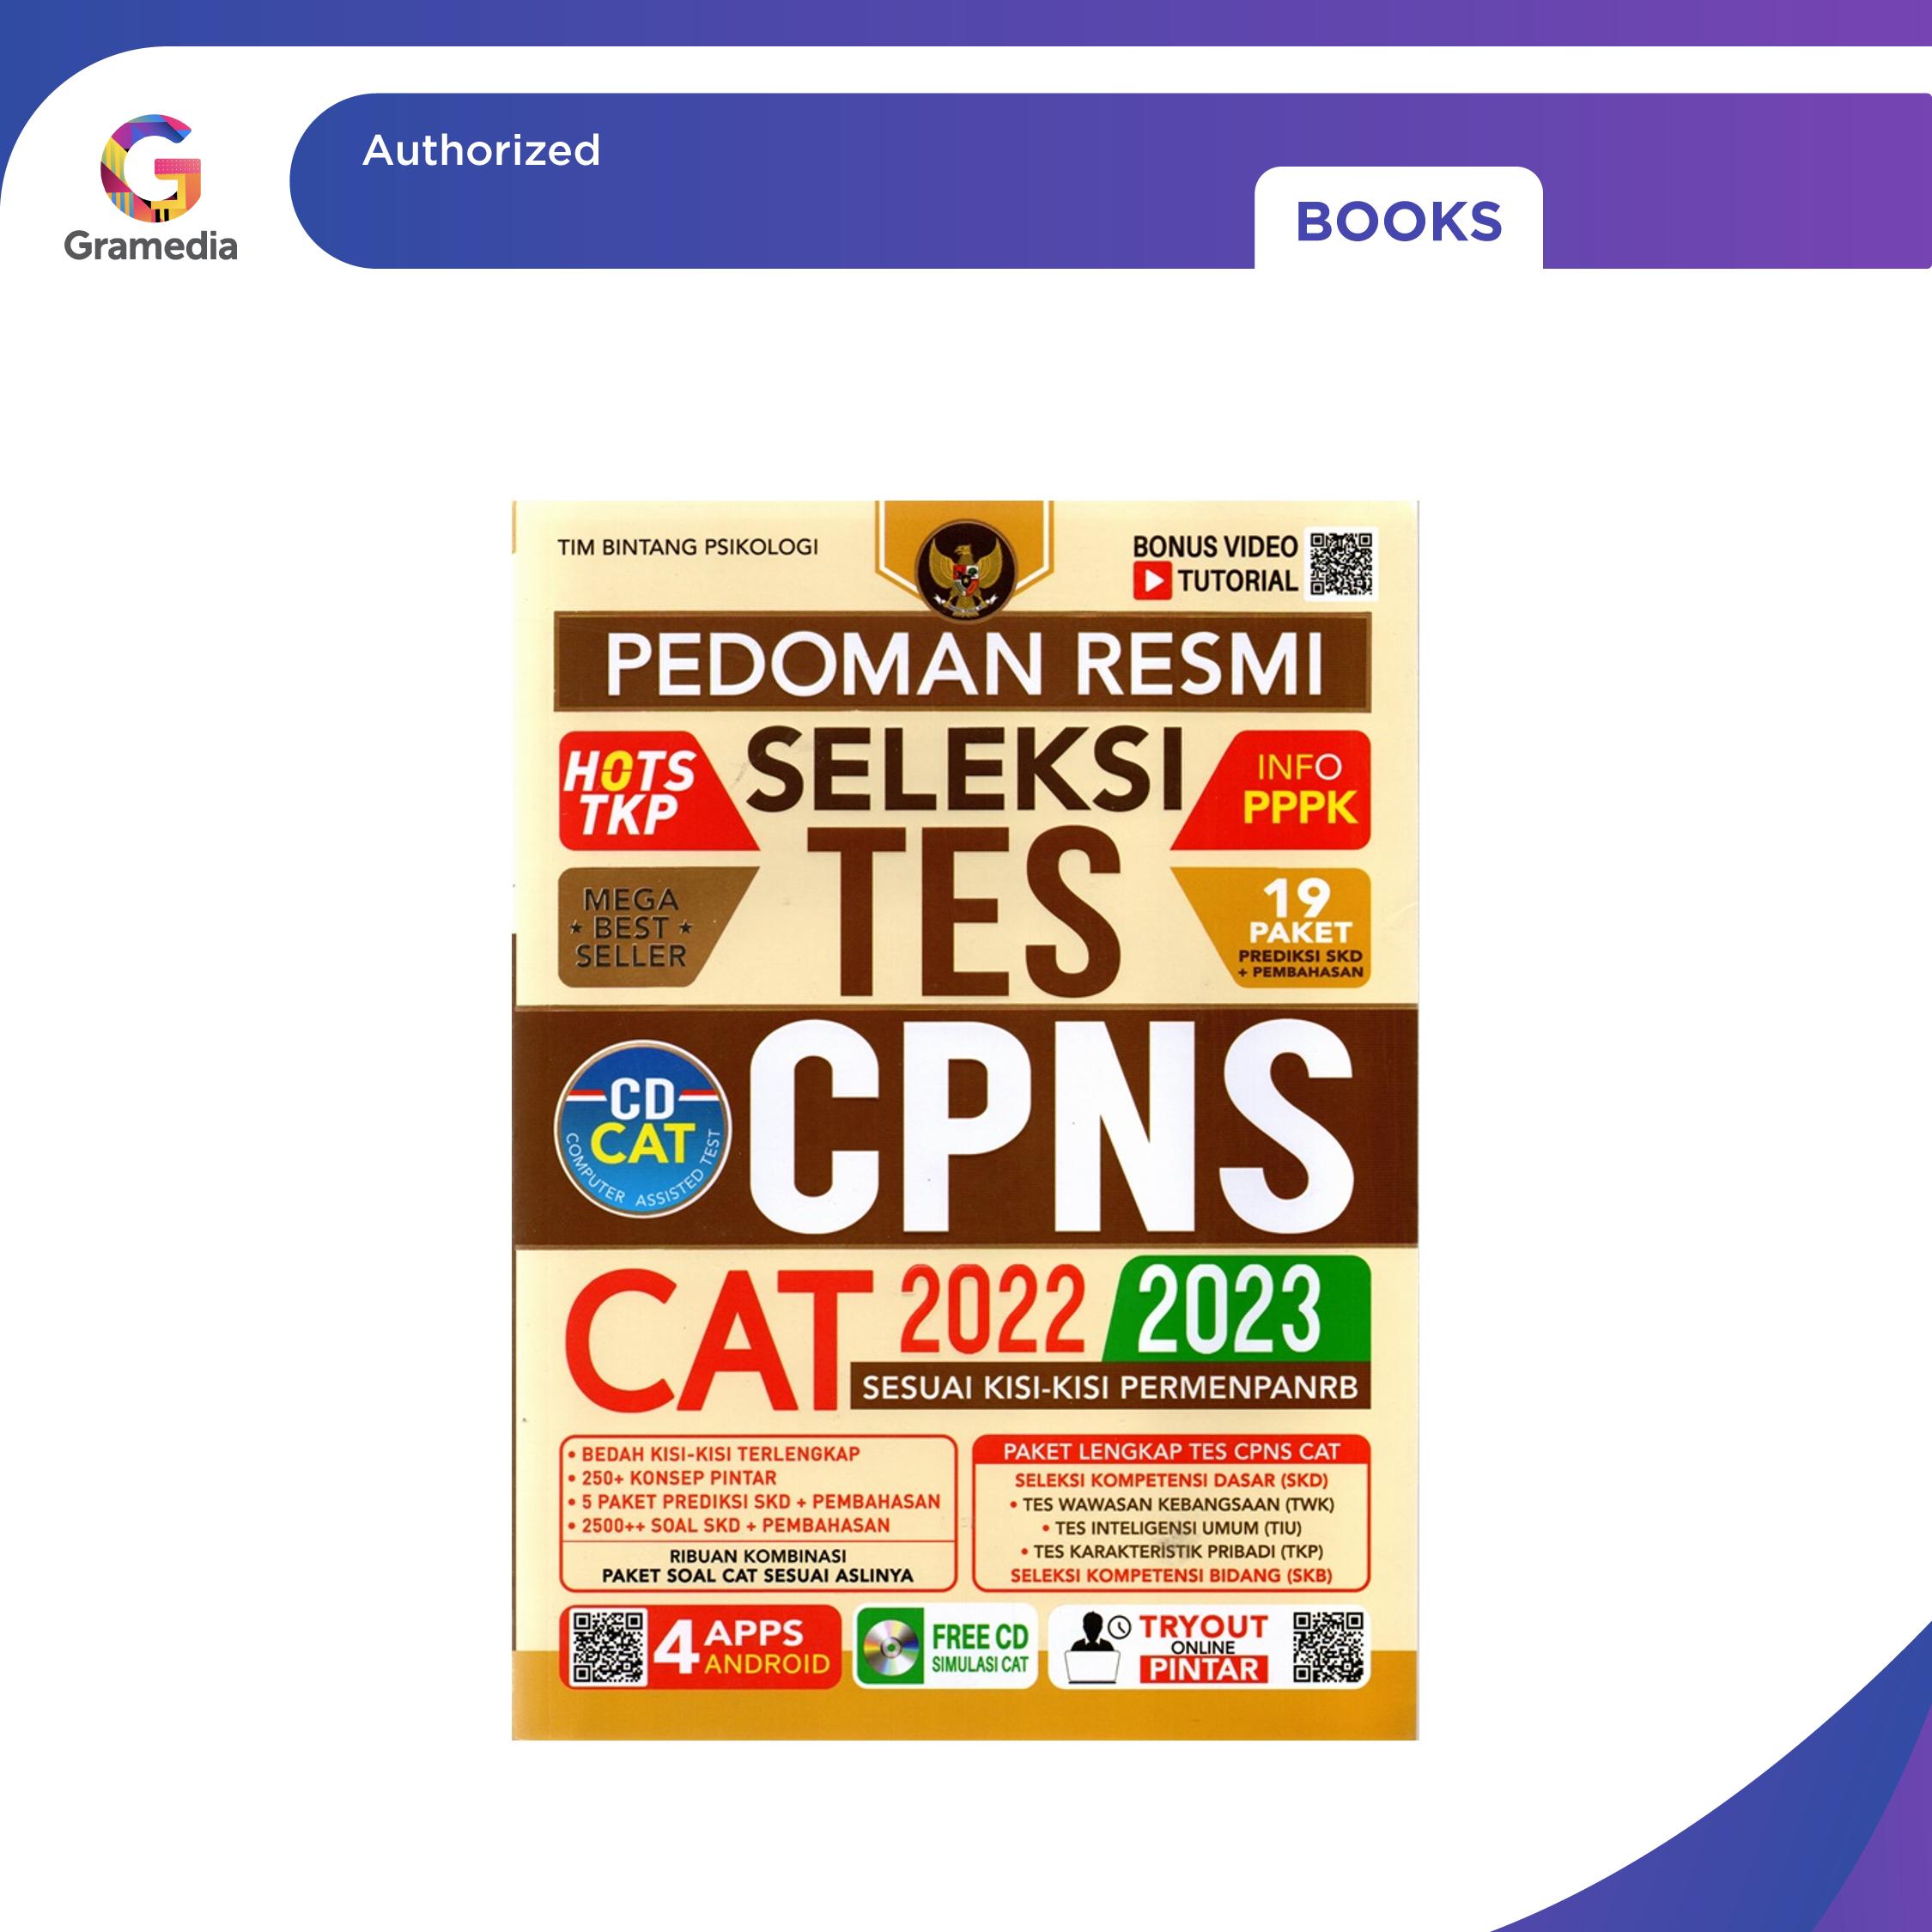 Gramedia
Authorized
BOOKS
TIM BINTANG PSIKOLOGI
BONUS VIDEO
TUTORIAL
PEDOMAN RESMI
HOTS
TKP
SELEKSI
INFO
PPPK
TES
MEGA
★ BEST ★
SELLER
19
PAKET
PREDIKSI SKD
+ PEMBAHASAN
CD
CAT
COMPUTER ASSISTED TEST
CPNS
CAT 2022 2023
SESUAI KISI-KISI PERMENPANRB
• BEDAH KISI-KISI TERLENGKAP
• 250+ KONSEP PINTAR
• 5 PAKET PREDIKSI SKD + PEMBAHASAN
• 2500++ SOAL SKD + PEMBAHASAN
RIBUAN KOMBINASI
PAKET SOAL CAT SESUAI ASLINYA
PAKET LENGKAP TES CPNS CAT
SELEKSI KOMPETENSI DASAR (SKD)
• TES WAWASAN KEBANGSAAN (TWK)
• TES INTELIGENSI UMUM (TIU)
• TES KARAKTERISTIK PRIBADI (TKP)
SELEKSI KOMPETENSI BIDANG (SKB)
4 APPS
ANDROID
FREE CD
SIMULASI CAT
TRYOUT
ONLINE
PINTAR